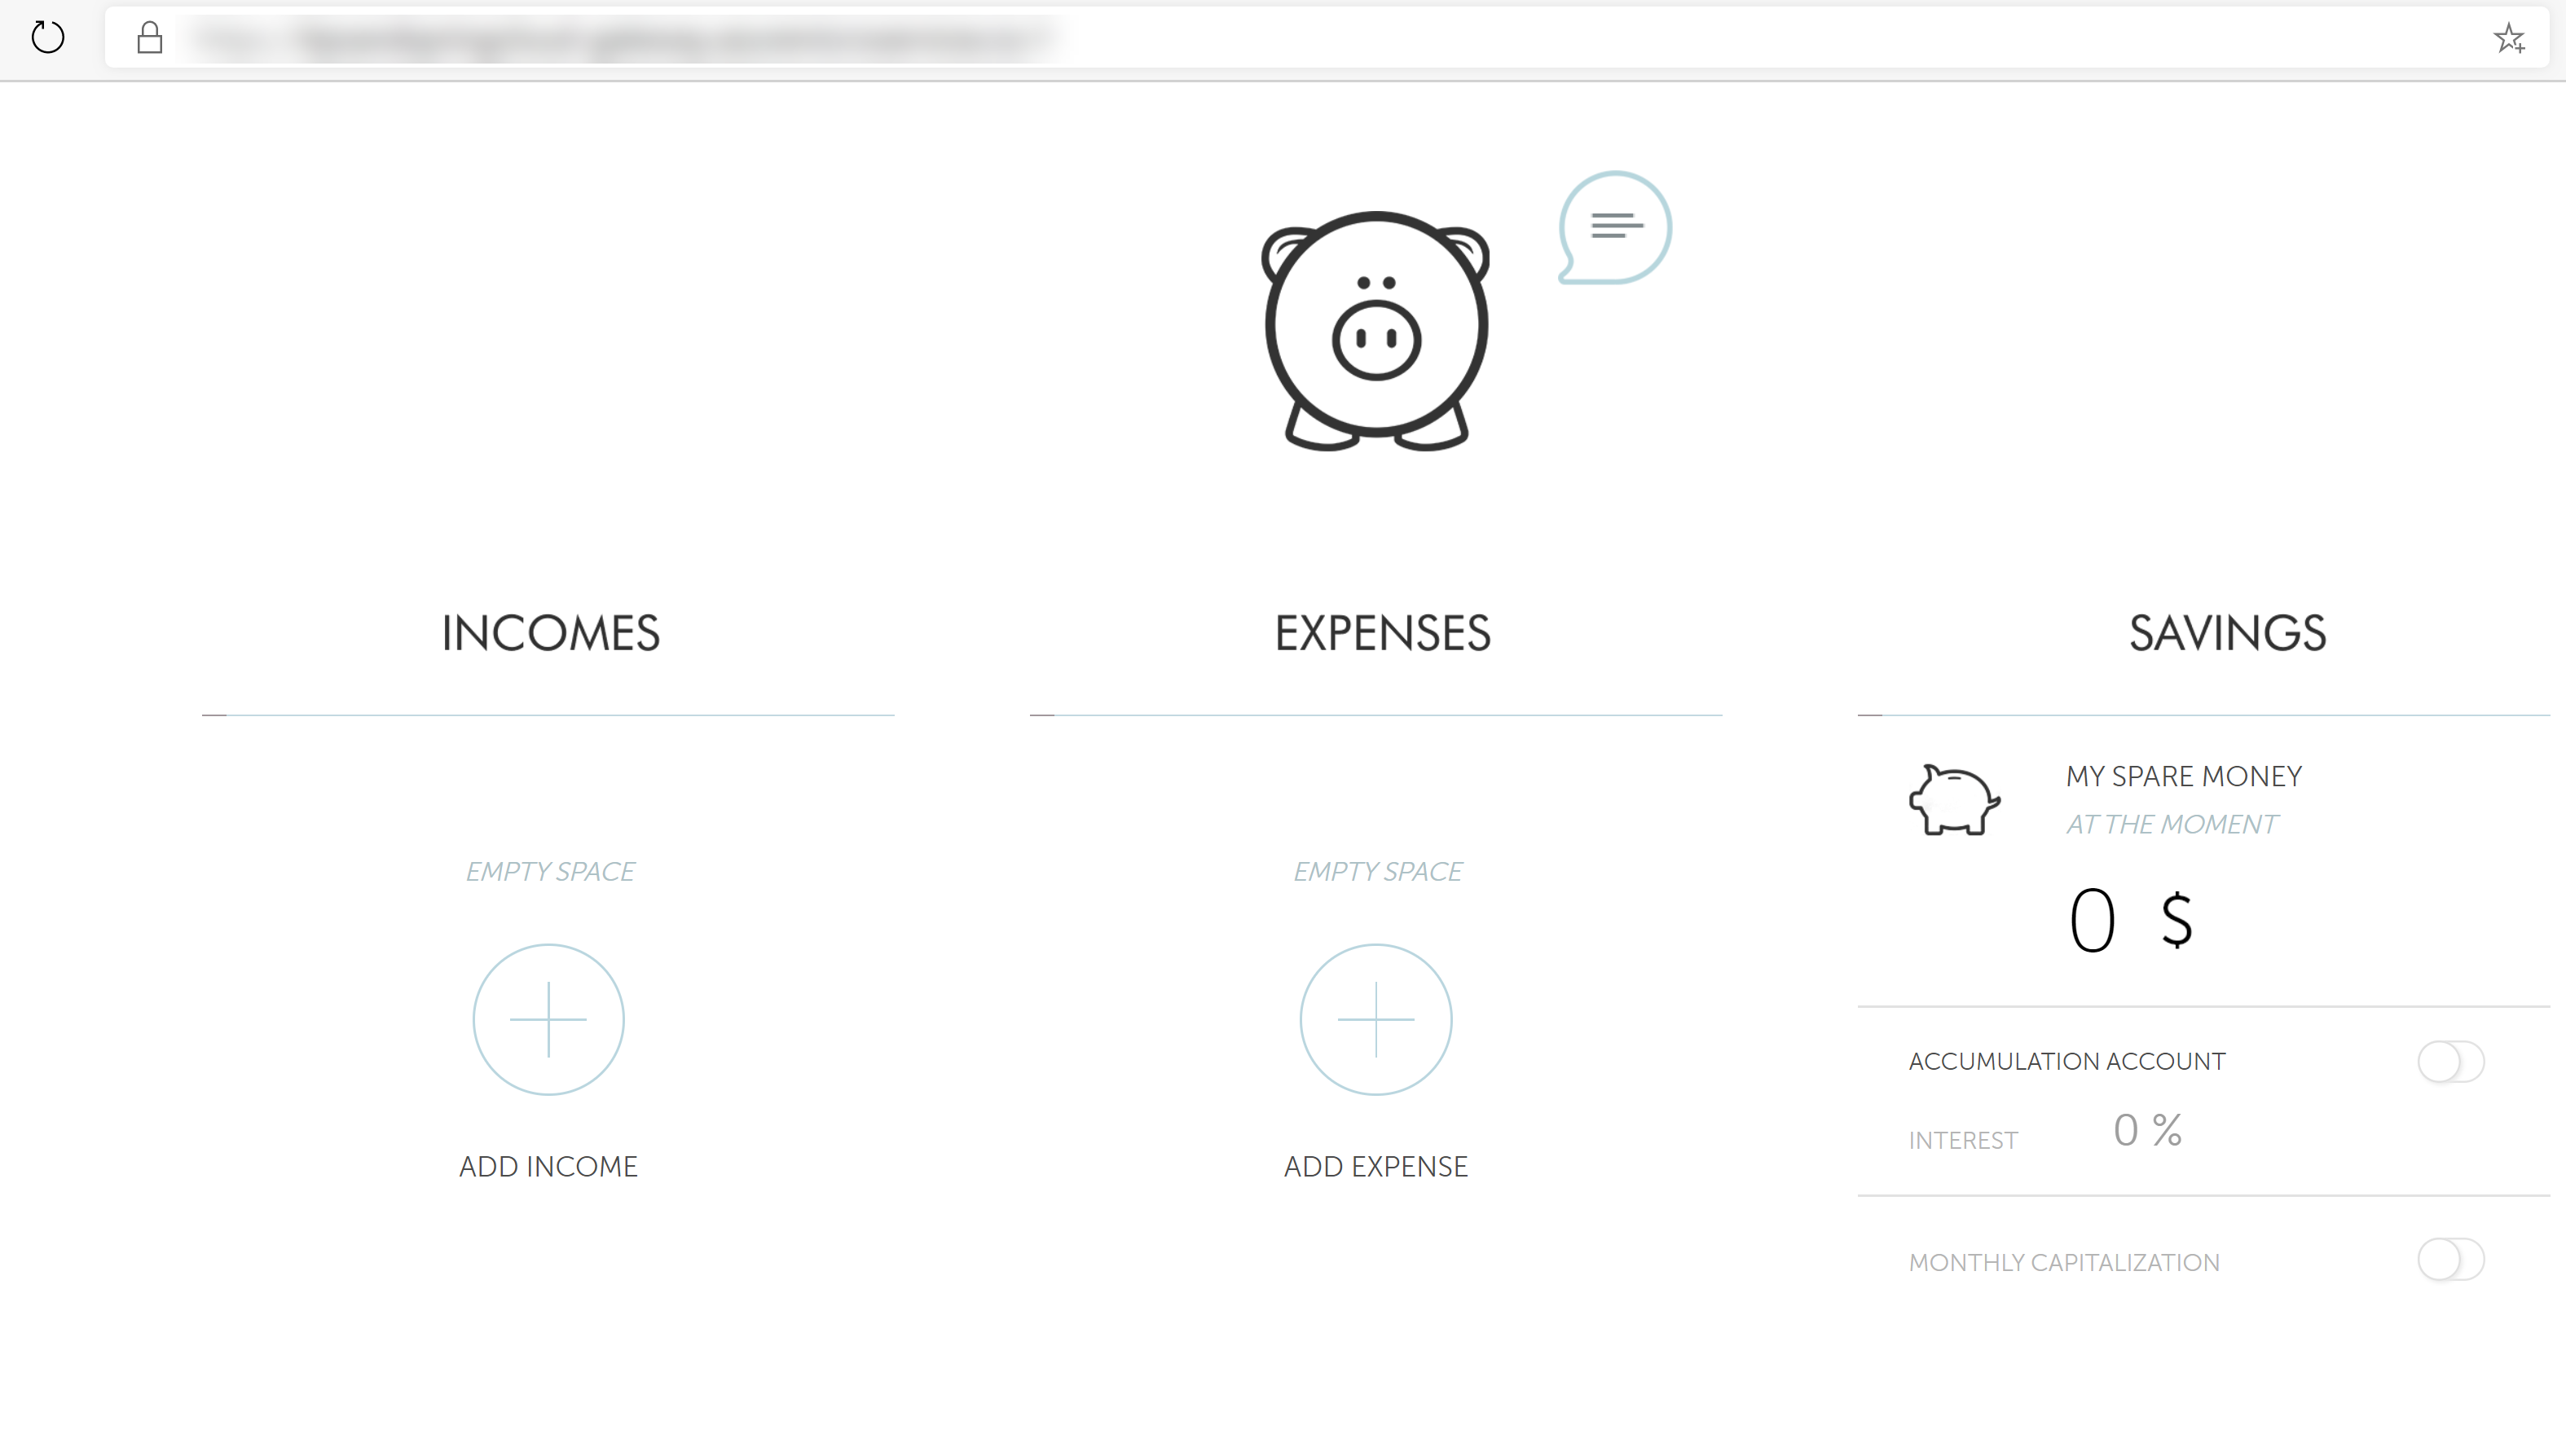 INCOMES
EXPENSES
SAVINGS
MY SPARE MONEY
AT THE MOMENT
EMPTY SPACE
EMPTY SPACE
0 $
ACCUMULATION ACCOUNT
INTEREST 0 %
ADD INCOME
ADD EXPENSE
MONTHLY CAPITALIZATION